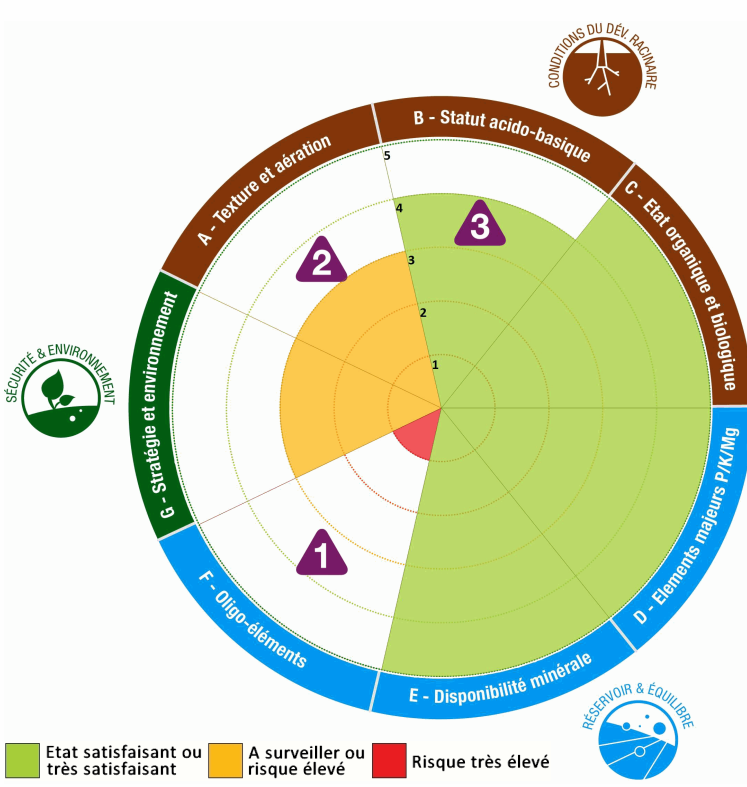 CONDITIONS DU DÉV. RACINAIRE
B - Statut acido-basique
A - Texture et aération
C - Etat organique et biologique
5
4
3
3
2
2
1
SÉCURITÉ & ENVIRONNEMENT
G - Stratégie et environnement
D - Elements majeurs P/K/Mg
1
F - Oligo-éléments
E - Disponibilité minérale
RÉSERVOIR & ÉQUILIBRE
Etat satisfaisant ou
très satisfaisant
A surveiller ou
risque élevé
Risque très élevé